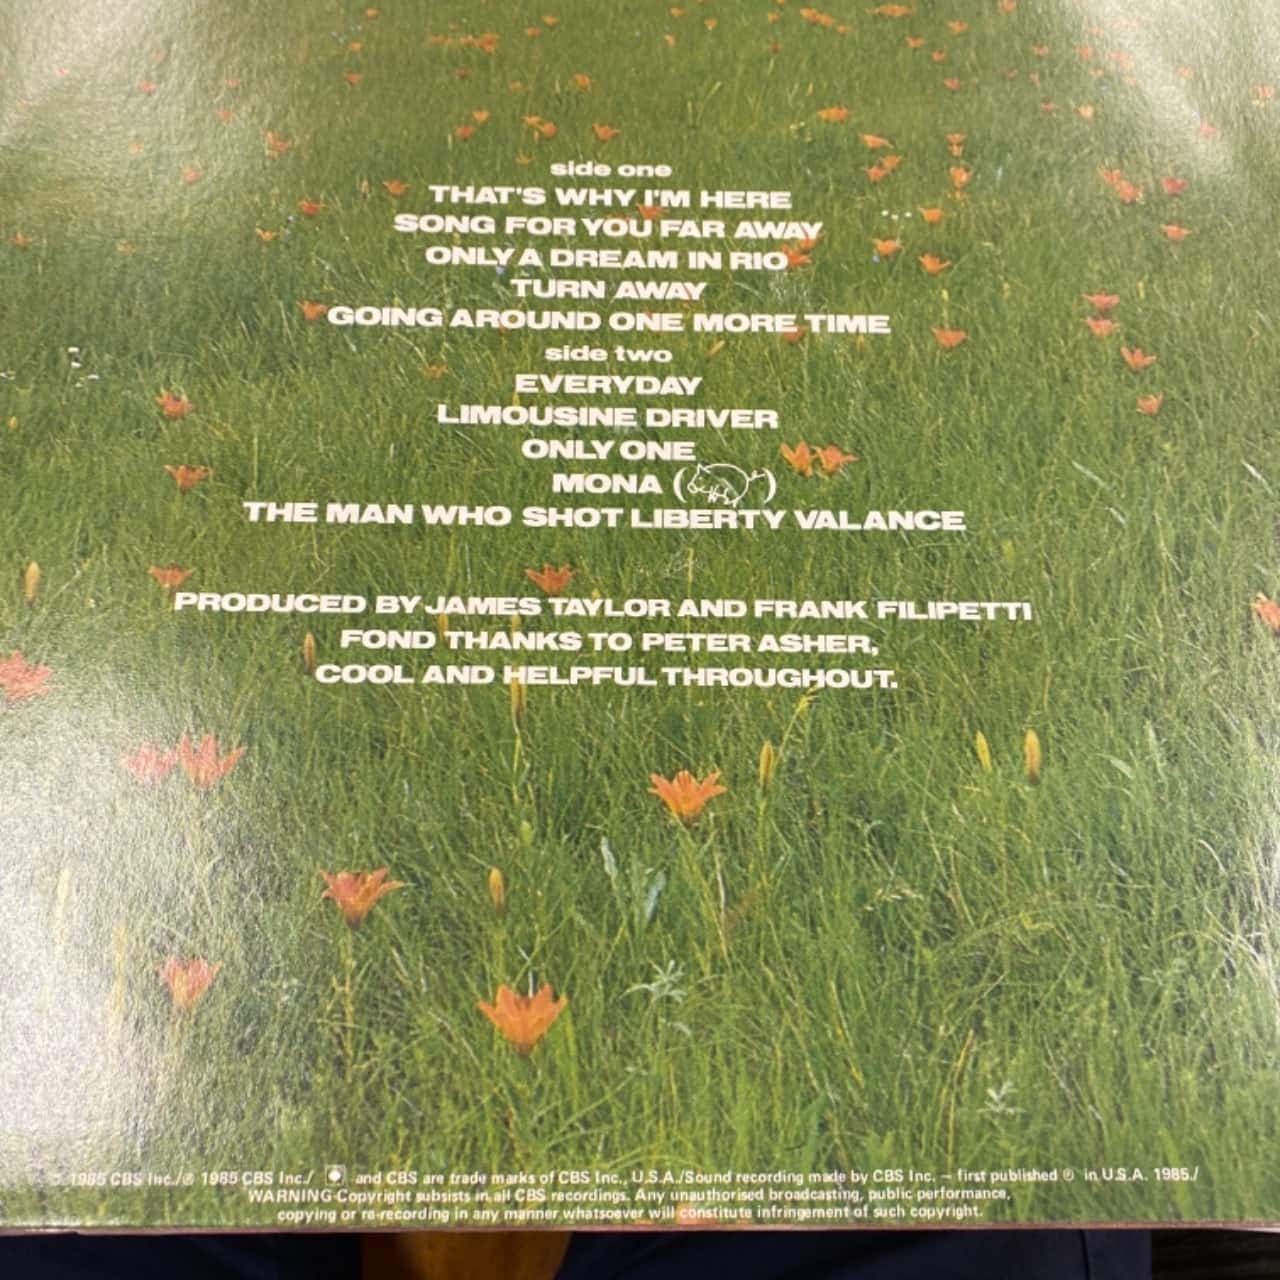 side one
THAT'S WHY I'M HERE
SONG FOR YOU FAR AWAY
ONLY A DREAM IN RIO
TURN AWAY
GOING AROUND ONE MORE TIME
side two
EVERYDAY
LIMOUSINE DRIVER
ONLY ONE
MONA ( )
THE MAN WHO SHOT LIBERTY VALANCE
PRODUCED BY JAMES TAYLOR AND FRANK FILIPETTI
FOND THANKS TO PETER ASHER,
COOL AND HELPFUL THROUGHOUT.
© 1985 CBS Inc./℗ 1985 CBS Inc./ and CBS are trade marks of CBS Inc., U.S.A./Sound recording made by CBS Inc. – first published ℗ in U.S.A. 1985./
WARNING Copyright subsists in all CBS recordings. Any unauthorised broadcasting, public performance,
copying or re-recording in any manner whatsoever will constitute infringement of such copyright.